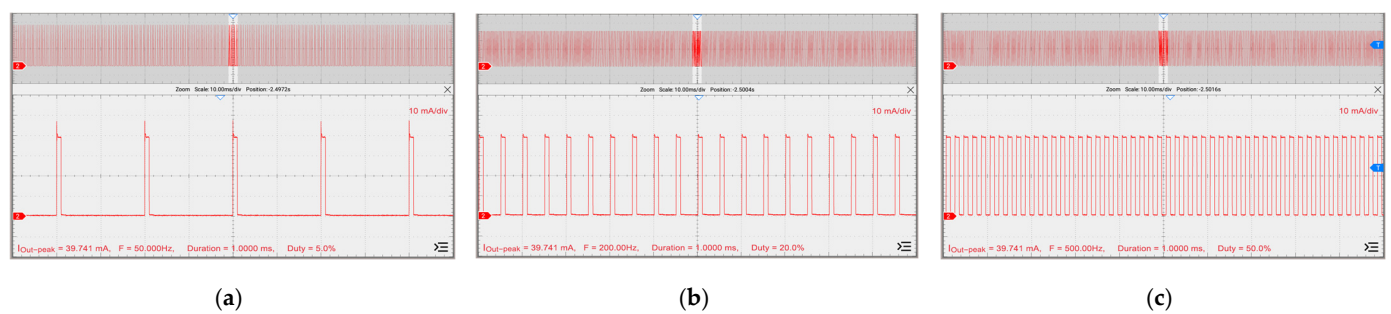 2
Zoom Scale:10.00ms/div Position:-2.4972s
10 mA/div
2
IOut-peak = 39.741 mA, F = 50.000Hz, Duration = 1.0000 ms, Duty = 5.0%
(a)
2
Zoom Scale:10.00ms/div Position:-2.5004s
10 mA/div
2
IOut-peak = 39.741 mA, F = 200.00Hz, Duration = 1.0000 ms, Duty = 20.0%
(b)
T
2
Zoom Scale:10.00ms/div Position:-2.5016s
10 mA/div
T
2
IOut-peak = 39.741 mA, F = 500.00Hz, Duration = 1.0000 ms, Duty = 50.0%
(c)